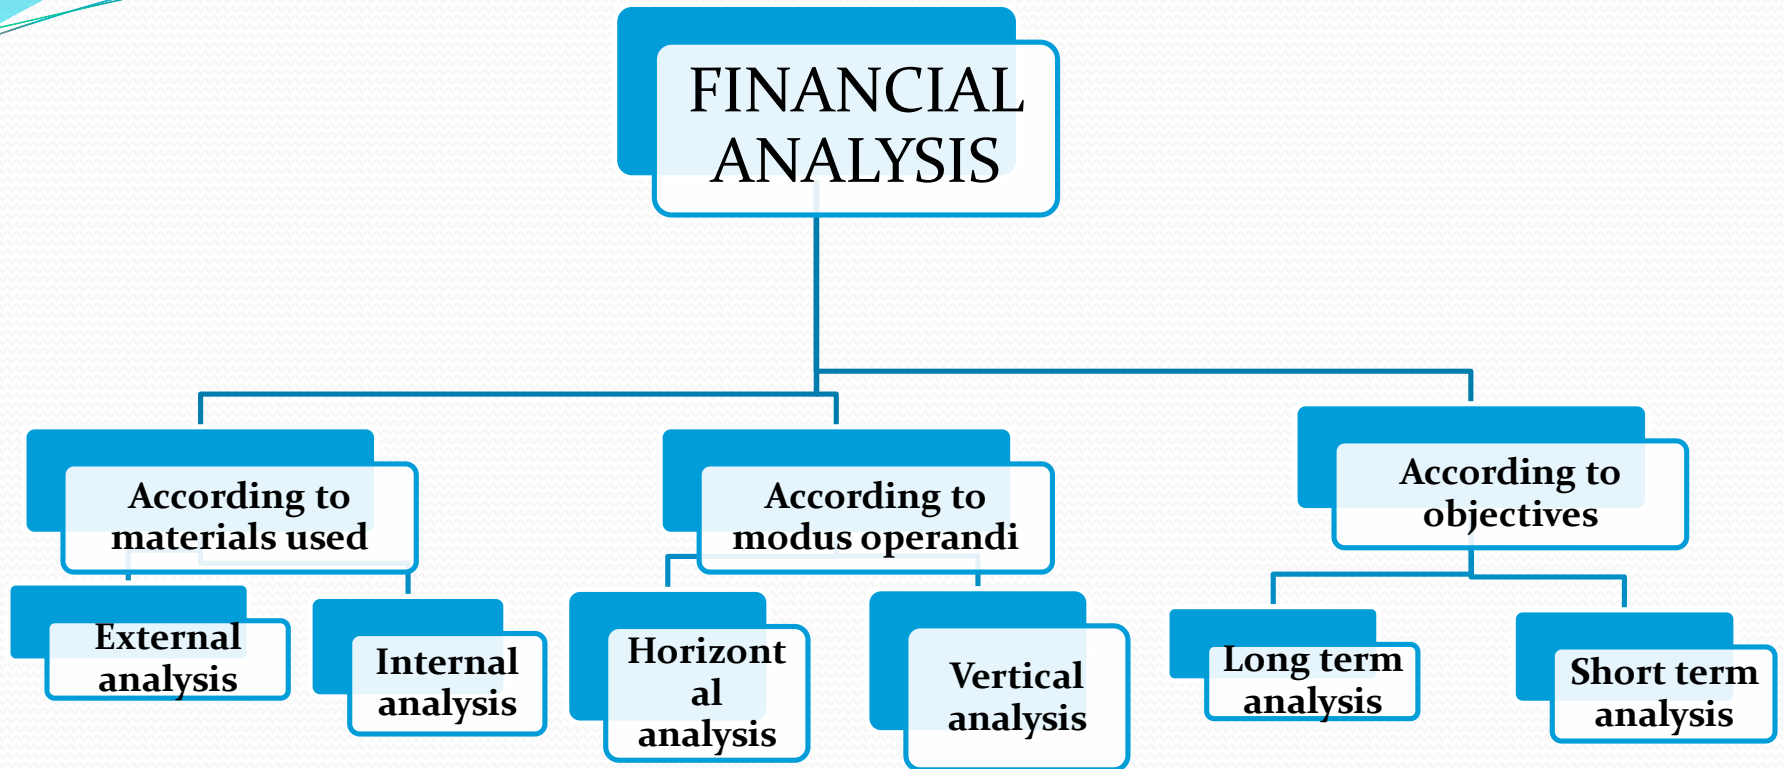 FINANCIAL
ANALYSIS
According to
materials used
According to
modus operandi
According to
objectives
External
analysis
Internal
analysis
Horizont
al
analysis
Vertical
analysis
Long term
analysis
Short term
analysis